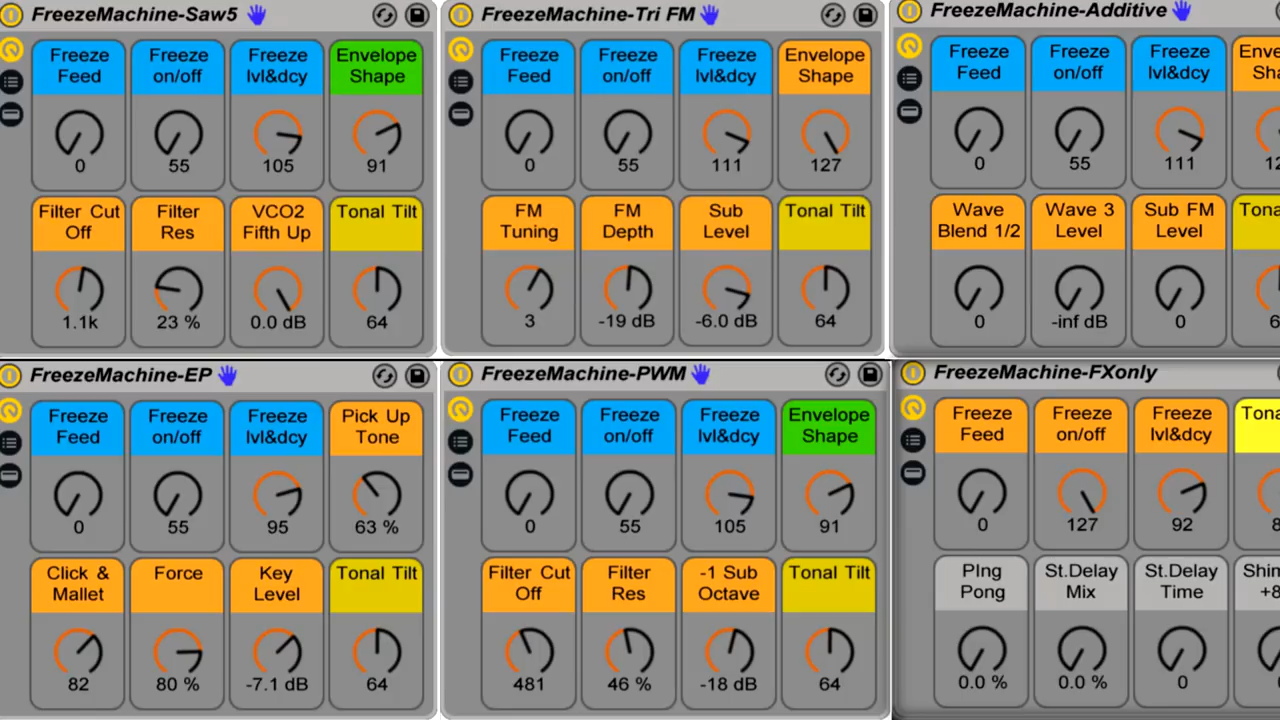 FreezeMachine-Saw5
Freeze Feed
Freeze on/off
Freeze lvl&dcy
Envelope Shape
0
55
105
91
Filter Cut Off
Filter Res
VCO2 Fifth Up
Tonal Tilt
1.1k
23 %
0.0 dB
64
FreezeMachine-Tri FM
Freeze Feed
Freeze on/off
Freeze lvl&dcy
Envelope Shape
0
55
111
127
FM Tuning
FM Depth
Sub Level
Tonal Tilt
3
-19 dB
-6.0 dB
64
FreezeMachine-Additive
Freeze Feed
Freeze on/off
Freeze lvl&dcy
0
55
111
Wave Blend 1/2
Wave 3 Level
Sub FM Level
0
-inf dB
0
FreezeMachine-EP
Freeze Feed
Freeze on/off
Freeze lvl&dcy
Pick Up Tone
0
55
95
63 %
Click & Mallet
Force
Key Level
Tonal Tilt
82
80 %
-7.1 dB
64
FreezeMachine-PWM
Freeze Feed
Freeze on/off
Freeze lvl&dcy
Envelope Shape
0
55
105
91
Filter Cut Off
Filter Res
-1 Sub Octave
Tonal Tilt
481
46 %
-18 dB
64
FreezeMachine-FXonly
Freeze Feed
Freeze on/off
Freeze lvl&dcy
0
127
92
PIng Pong
St.Delay Mix
St.Delay Time
0.0 %
0.0 %
0